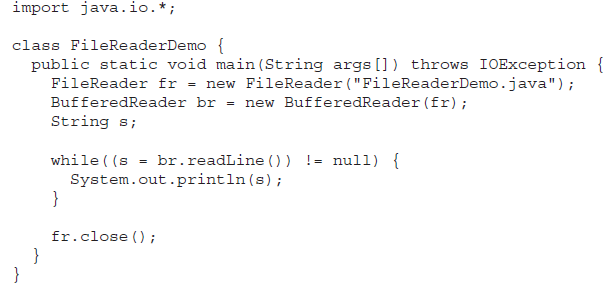 import java.io.*;
class FileReaderDemo {
public static void main(String args[]) throws IOException {
FileReader fr = new FileReader("FileReaderDemo.java");
BufferedReader br = new BufferedReader(fr);
String s;
while((s = br.readLine()) != null) {
System.out.println(s);
}
fr.close();
}
}